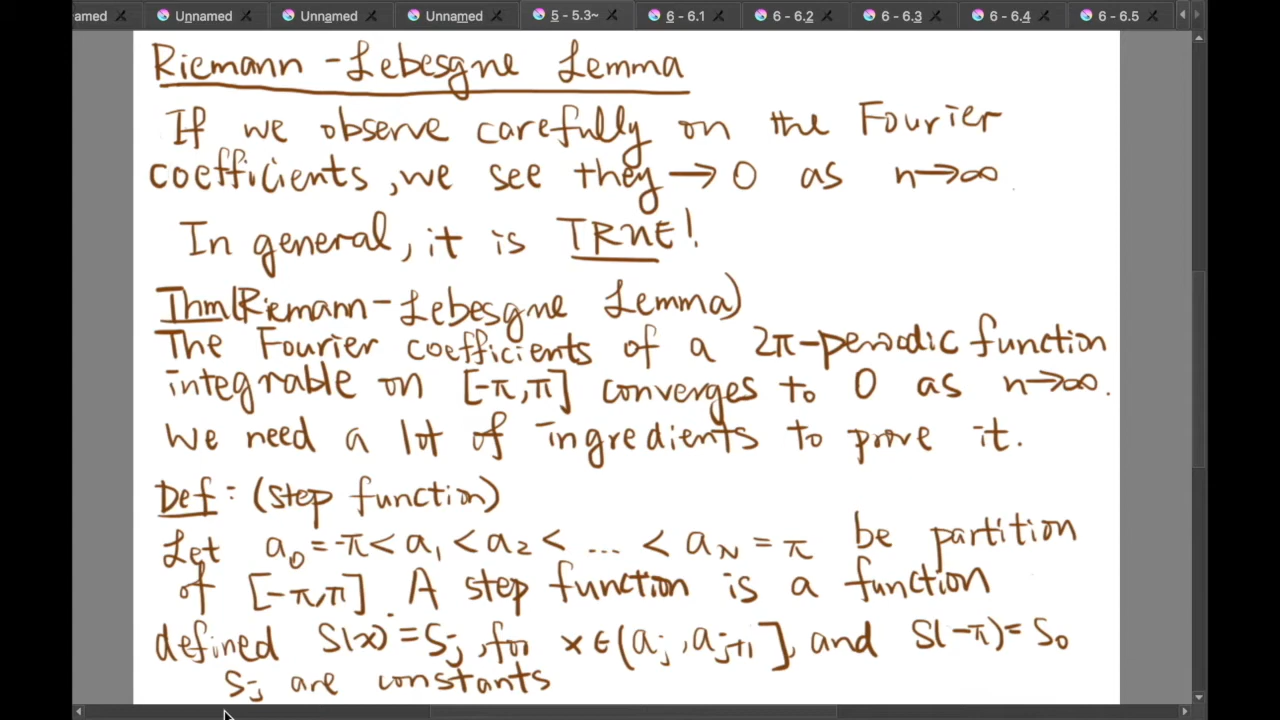 amed Unnamed Unnamed Unnamed 5 - 5.3~ 6 - 6.1 6 - 6.2 6 - 6.3 6 - 6.4 6 - 6.5
Riemann - Lebesgue Lemma
If we observe carefully on the Fourier
coefficients, we see they → 0 as n→∞
In general, it is TRUE!
Thm (Riemann - Lebesgue Lemma)
The Fourier coefficients of a 2π-periodic function
integrable on [-π,π] converges to 0 as n→∞.
We need a lot of ingredients to prove it.
Def: (step function)
Let a₀ = -π < a₁ < a₂ < ... < a_N = π be partition
of [-π,π]. A step function is a function
defined S(x) = S_j, for x ∈ (a_j, a_{j+1}], and S(-π) = S₀
S_j are constants